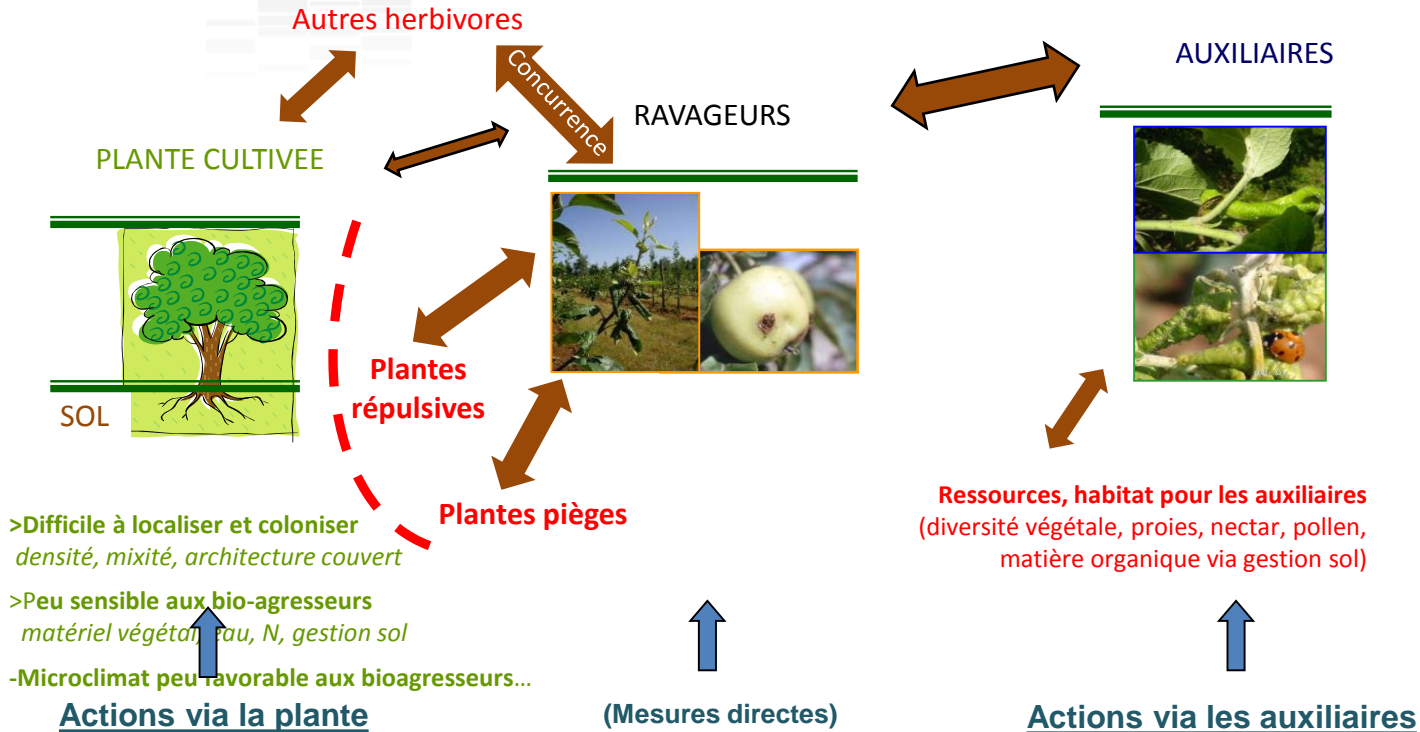 Autres herbivores
Concurrence
AUXILIAIRES
RAVAGEURS
PLANTE CULTIVEE
SOL
Plantes
répulsives
Plantes pièges
Ressources, habitat pour les auxiliaires
(diversité végétale, proies, nectar, pollen,
matière organique via gestion sol)
>Difficile à localiser et coloniser
densité, mixité, architecture couvert
>Peu sensible aux bio-agresseurs
matériel végétal, eau, N, gestion sol
-Microclimat peu favorable aux bioagresseurs...
Actions via la plante
(Mesures directes)
Actions via les auxiliaires